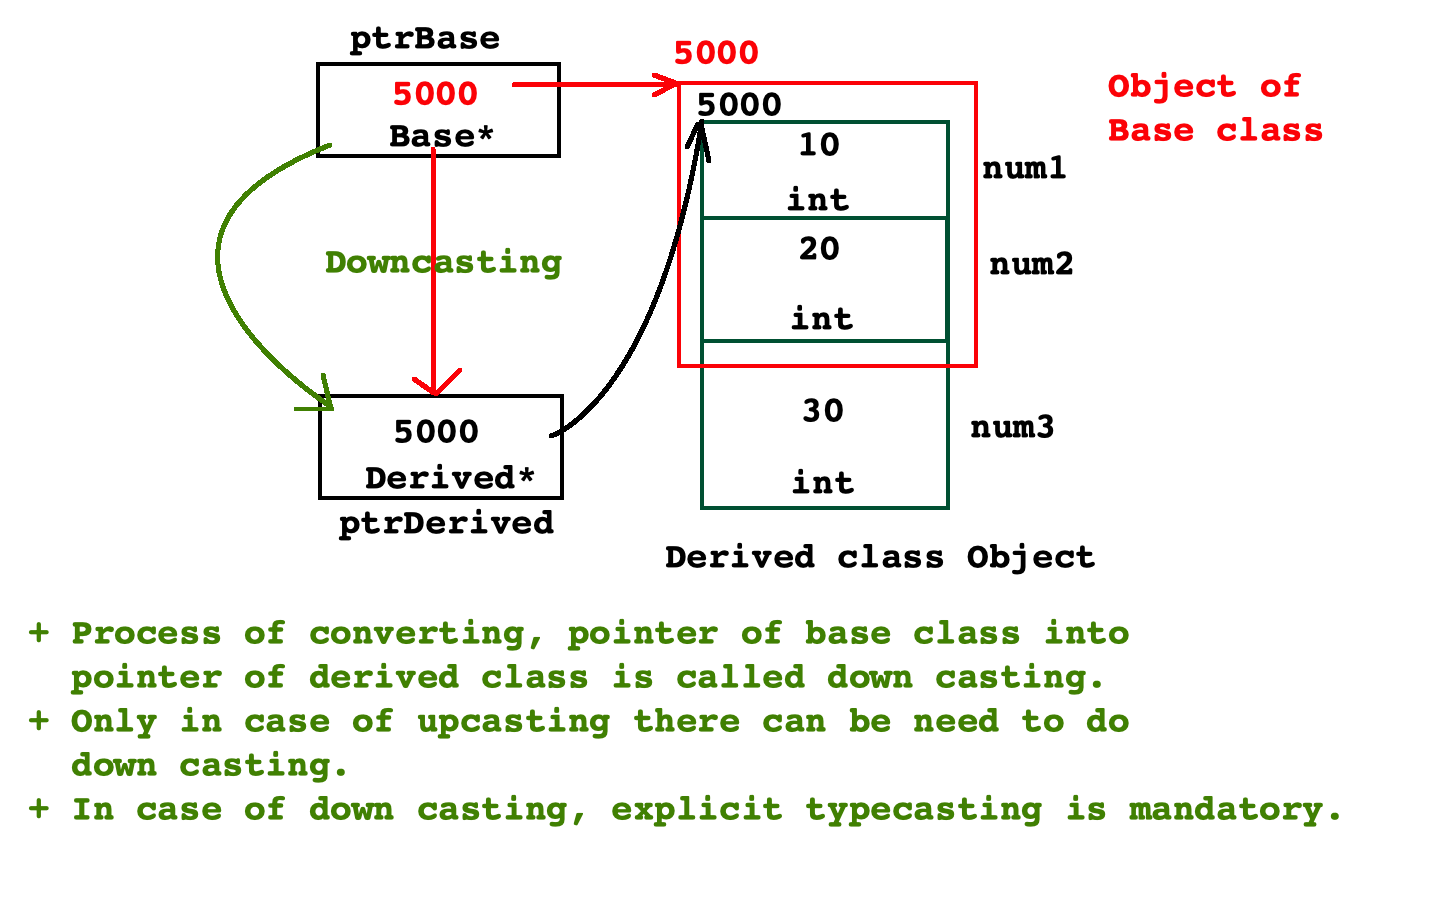 ptrBase
5000
Base*
5000
5000
Object of
Base class
10
int
num1
20
int
num2
Downcasting
30
int
num3
5000
Derived*
ptrDerived
Derived class Object
+ Process of converting, pointer of base class into
pointer of derived class is called down casting.
+ Only in case of upcasting there can be need to do
down casting.
+ In case of down casting, explicit typecasting is mandatory.